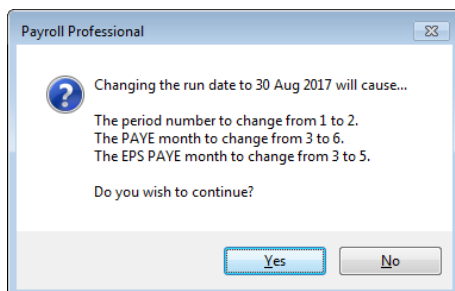 Payroll Professional
Changing the run date to 30 Aug 2017 will cause...
The period number to change from 1 to 2.
The PAYE month to change from 3 to 6.
The EPS PAYE month to change from 3 to 5.
Do you wish to continue?
Yes
No